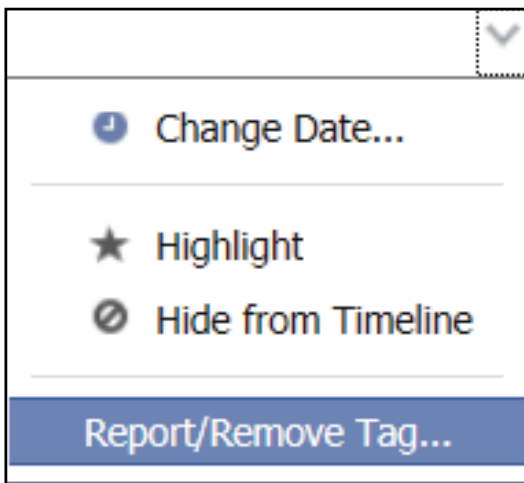 Change Date...
Highlight
Hide from Timeline
Report/Remove Tag...